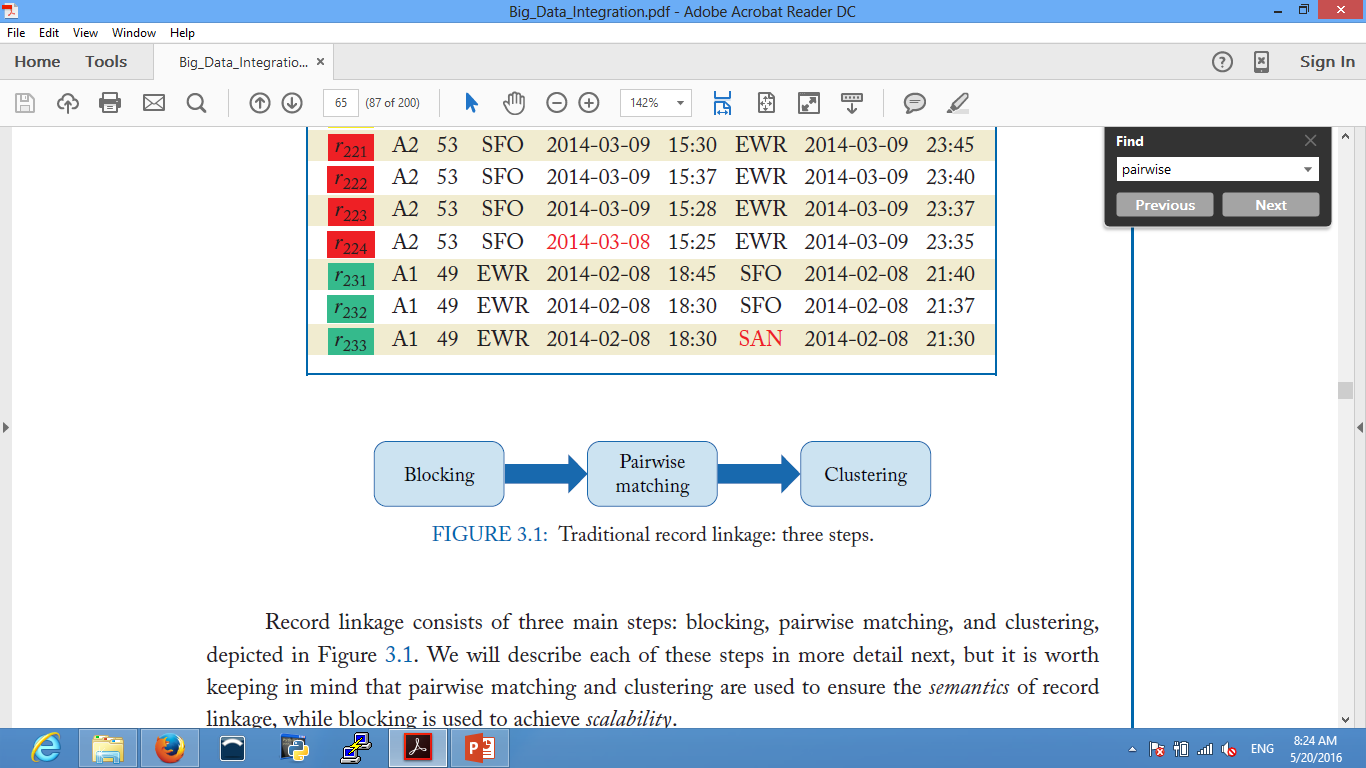 Big_Data_Integration.pdf - Adobe Acrobat Reader DC
File Edit View Window Help
Home Tools Big_Data_Integratio... × Sign In
65 (87 of 200) 142%
Find
pairwise
Previous Next
r221 A2 53 SFO 2014-03-09 15:30 EWR 2014-03-09 23:45
r222 A2 53 SFO 2014-03-09 15:37 EWR 2014-03-09 23:40
r223 A2 53 SFO 2014-03-09 15:28 EWR 2014-03-09 23:37
r224 A2 53 SFO 2014-03-08 15:25 EWR 2014-03-09 23:35
r231 A1 49 EWR 2014-02-08 18:45 SFO 2014-02-08 21:40
r232 A1 49 EWR 2014-02-08 18:30 SFO 2014-02-08 21:37
r233 A1 49 EWR 2014-02-08 18:30 SAN 2014-02-08 21:30
Blocking
Pairwise
matching
Clustering
FIGURE 3.1: Traditional record linkage: three steps.
Record linkage consists of three main steps: blocking, pairwise matching, and clustering,
depicted in Figure 3.1. We will describe each of these steps in more detail next, but it is worth
keeping in mind that pairwise matching and clustering are used to ensure the semantics of record
linkage, while blocking is used to achieve scalability.
ENG
8:24 AM
5/20/2016